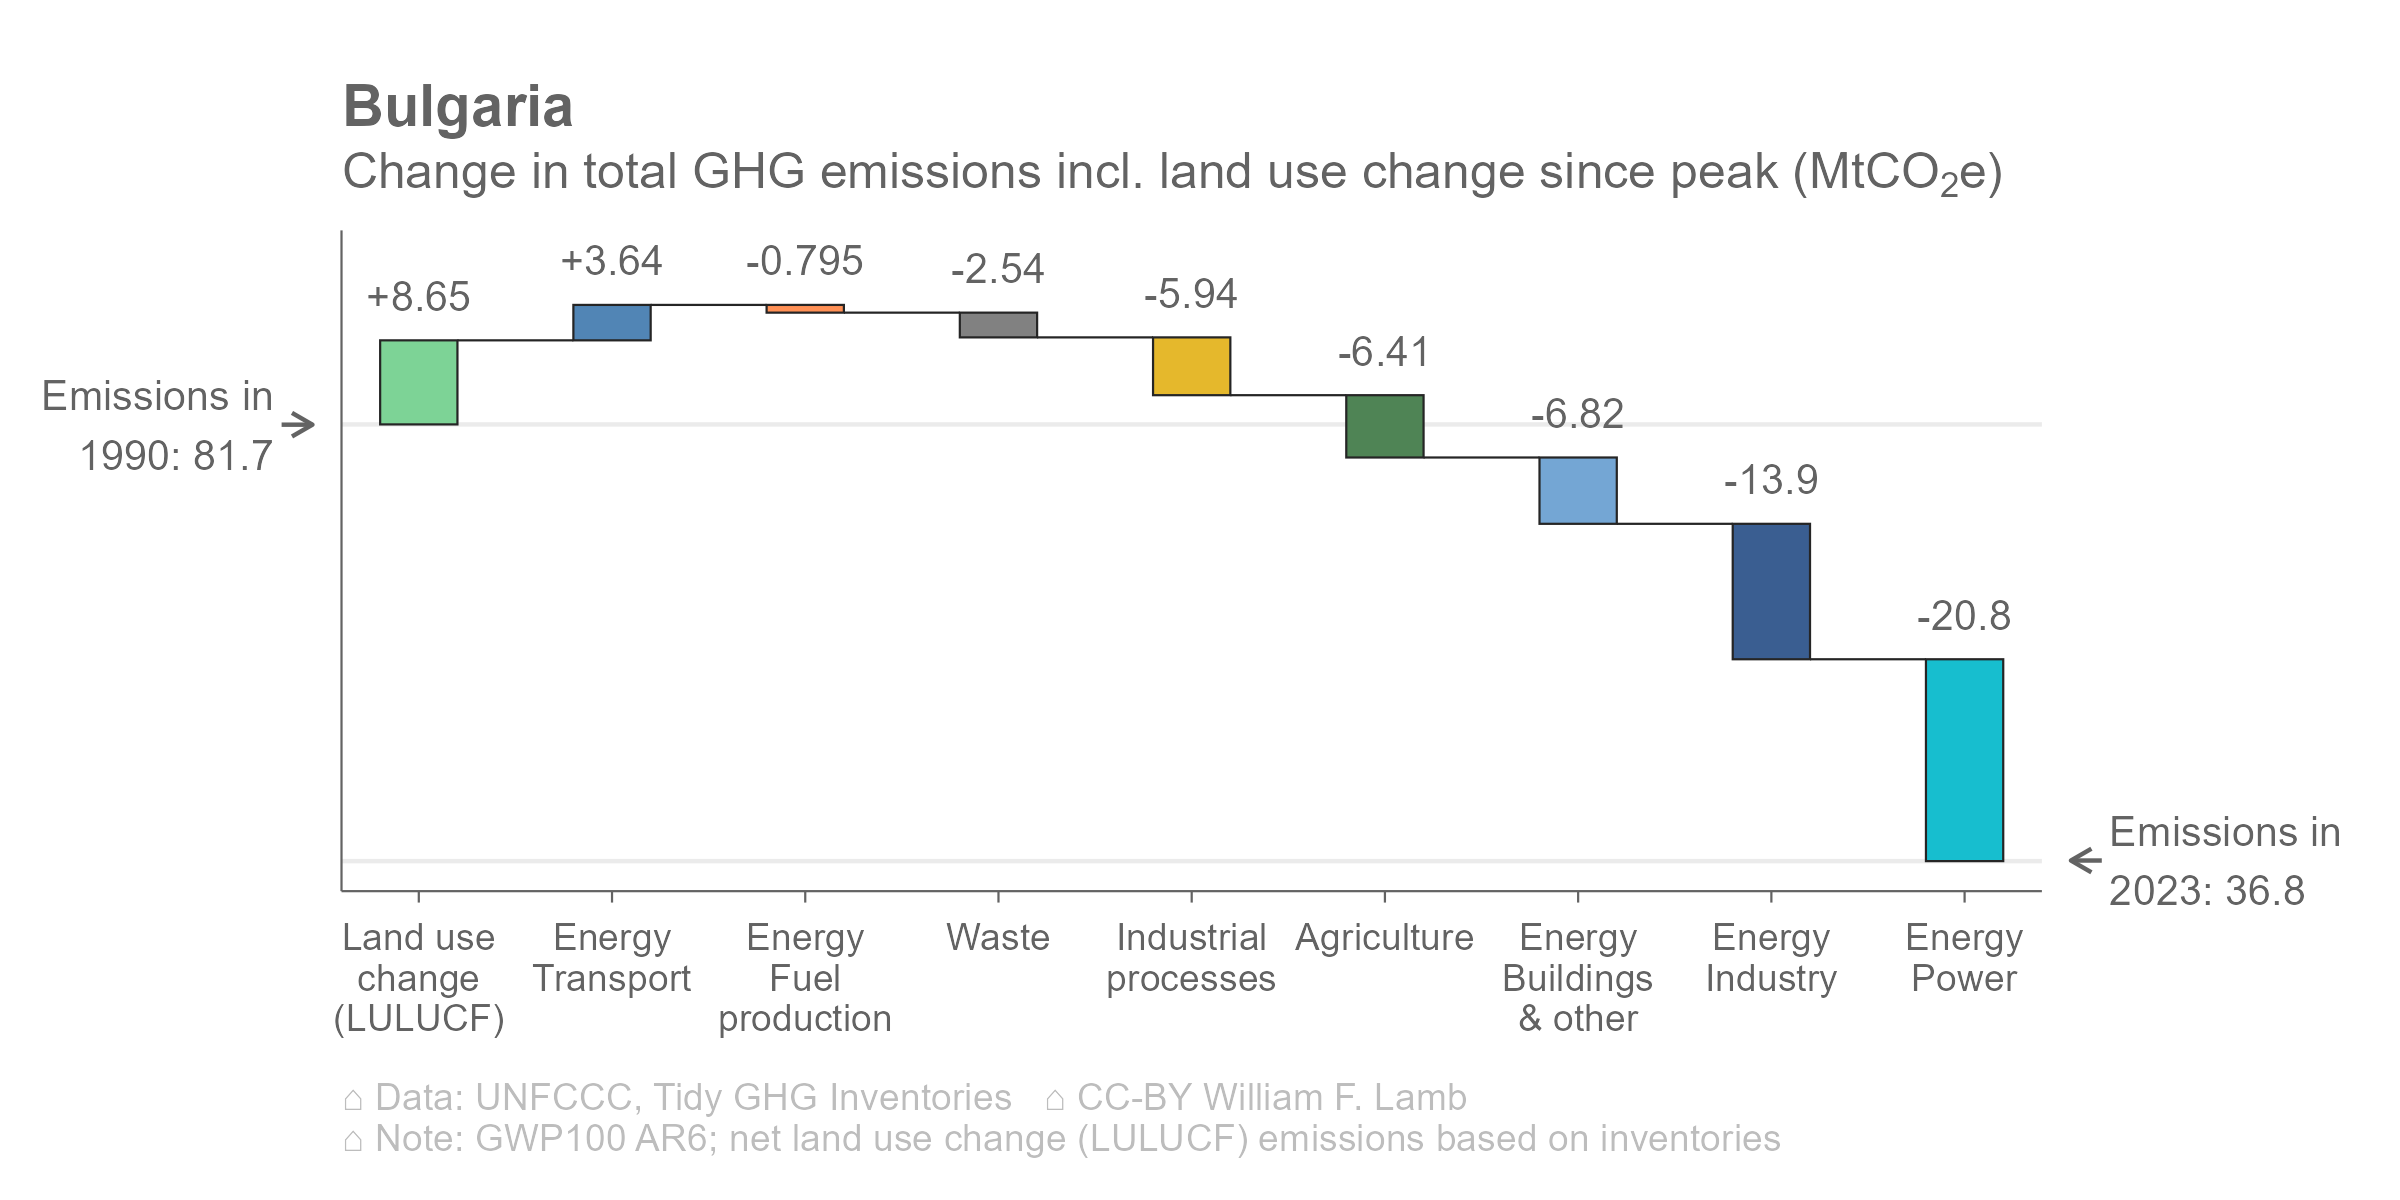 Bulgaria
Change in total GHG emissions incl. land use change since peak (MtCO₂e)
+8.65
+3.64
-0.795
-2.54
-5.94
-6.41
-6.82
-13.9
-20.8
Emissions in
1990: 81.7
Emissions in
2023: 36.8
Land use
change
(LULUCF)
Energy
Transport
Energy
Fuel
production
Waste
Industrial
processes
Agriculture
Energy
Buildings
& other
Energy
Industry
Energy
Power
⌂ Data: UNFCCC, Tidy GHG Inventories ⌂ CC-BY William F. Lamb
⌂ Note: GWP100 AR6; net land use change (LULUCF) emissions based on inventories